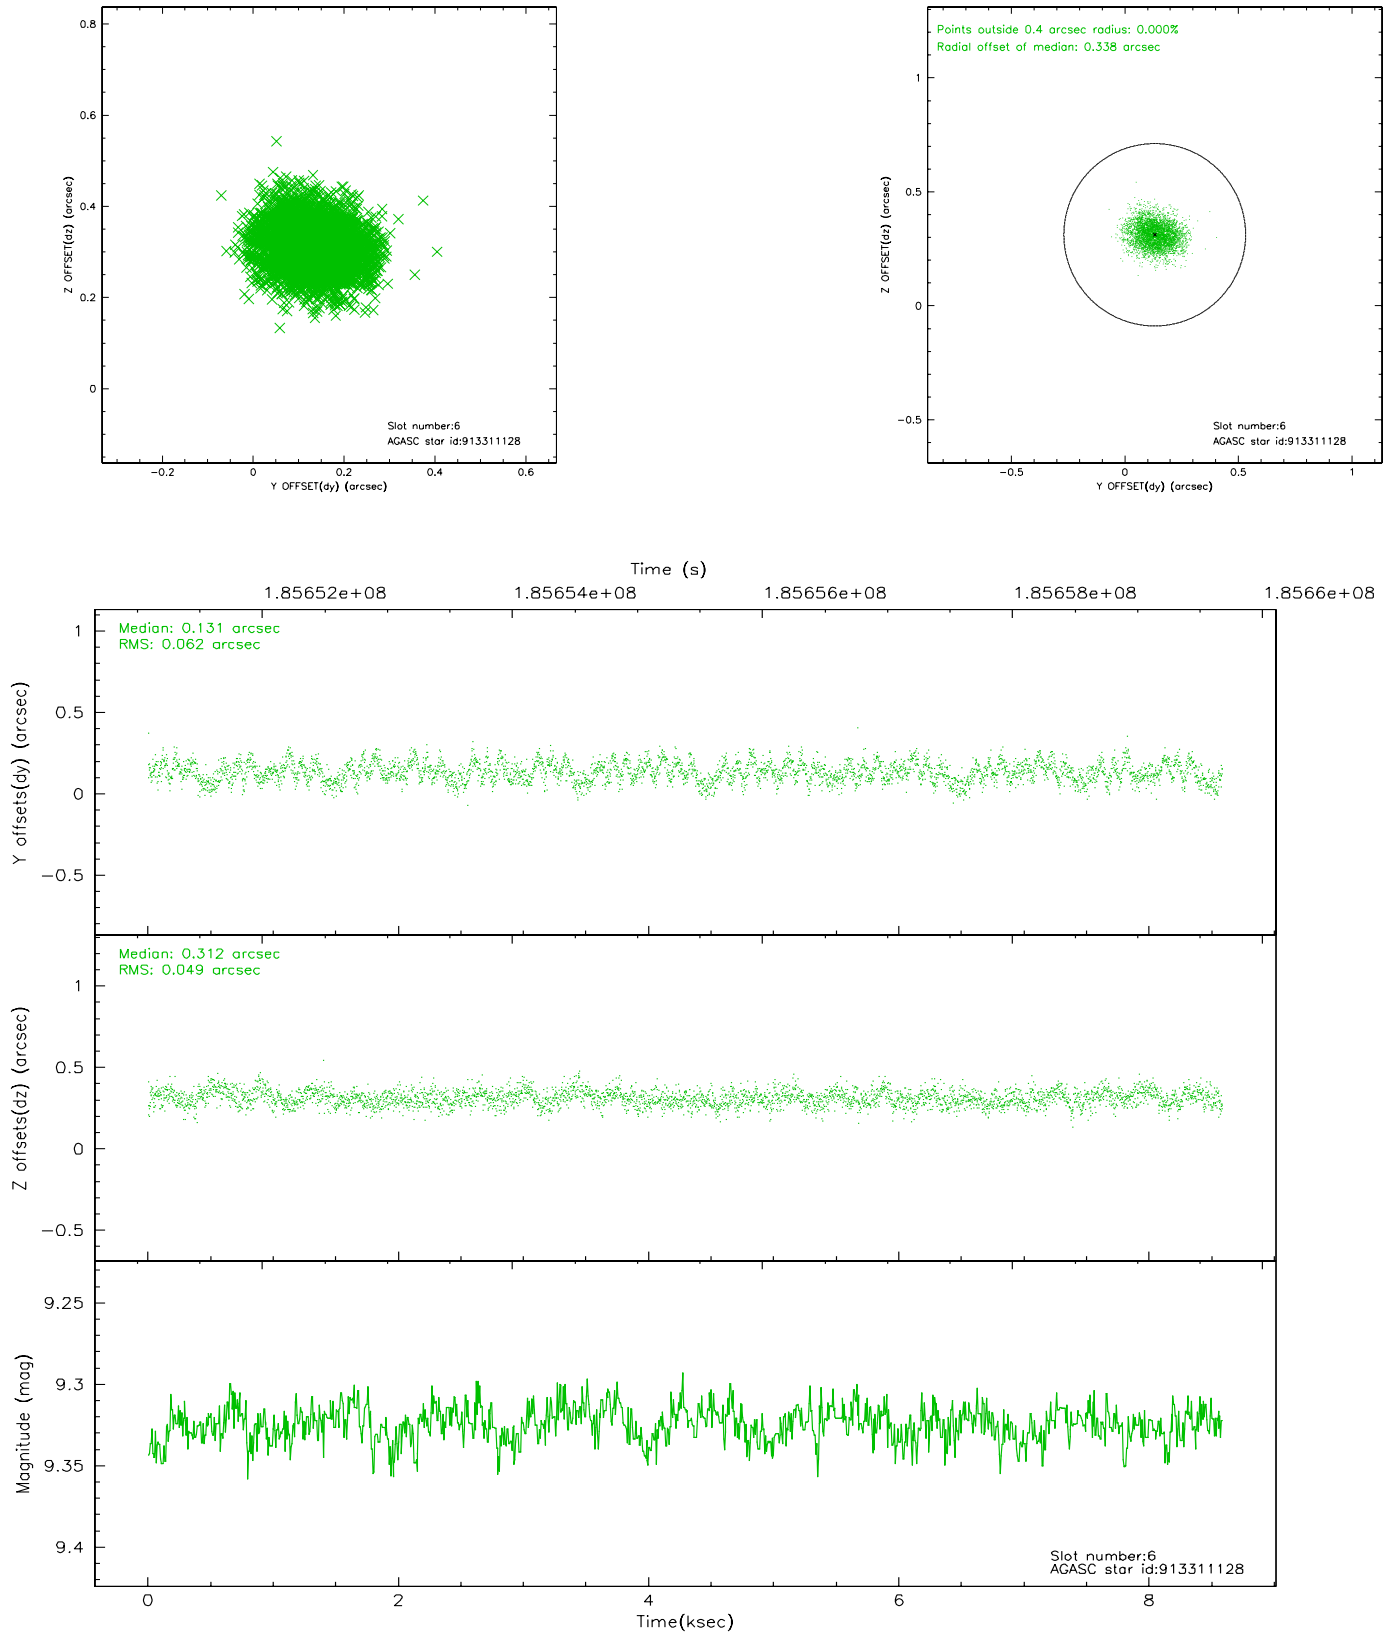 0.8
0.6
0.4
0.2
0
Z OFFSET(dz) (arcsec)
Slot number:6
AGASC star id:913311128
−0.2 0 0.2 0.4 0.6
Y OFFSET(dy) (arcsec)
Points outside 0.4 arcsec radius: 0.000%
Radial offset of median: 0.338 arcsec
1
0.5
0
−0.5
Z OFFSET(dz) (arcsec)
Slot number:6
AGASC star id:913311128
−0.5 0 0.5 1
Y OFFSET(dy) (arcsec)
Time (s)
1.85652e+08 1.85654e+08 1.85656e+08 1.85658e+08 1.8566e+08
Median: 0.131 arcsec
RMS: 0.062 arcsec
1
0.5
0
−0.5
Y offsets(dy) (arcsec)
Median: 0.312 arcsec
RMS: 0.049 arcsec
1
0.5
0
−0.5
Z offsets(dz) (arcsec)
9.25
9.3
9.35
9.4
Magnitude (mag)
Slot number:6
AGASC star id:913311128
0 2 4 6 8
Time(ksec)